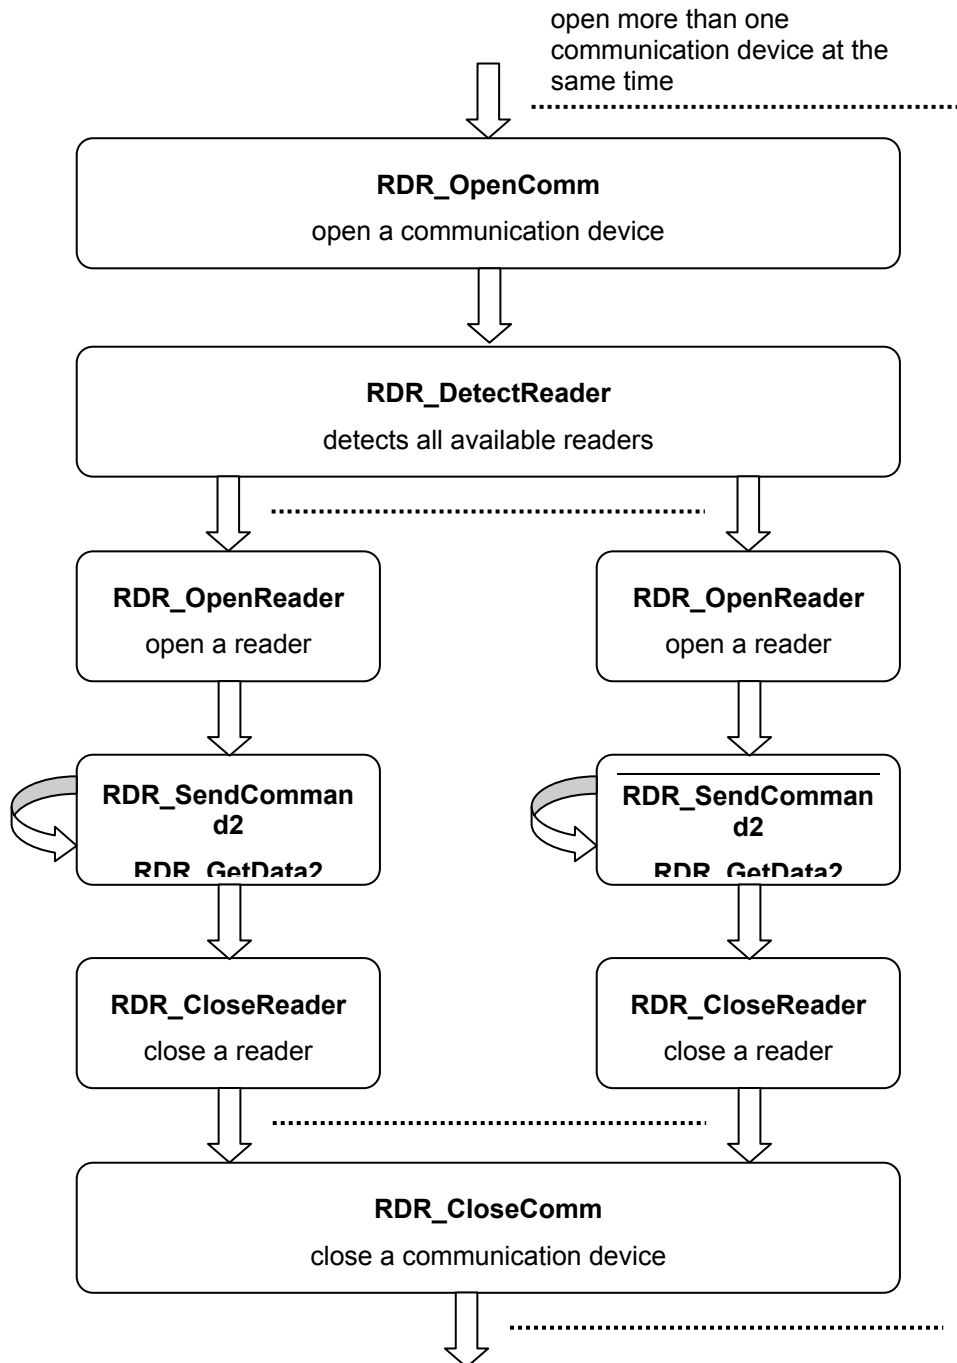 open more than one
communication device at the
same time
RDR_OpenComm
open a communication device
RDR_DetectReader
detects all available readers
RDR_OpenReader
open a reader
RDR_OpenReader
open a reader
RDR_SendComman
d2
RDR_GetData2
RDR_SendComman
d2
RDR_GetData2
RDR_CloseReader
close a reader
RDR_CloseReader
close a reader
RDR_CloseComm
close a communication device